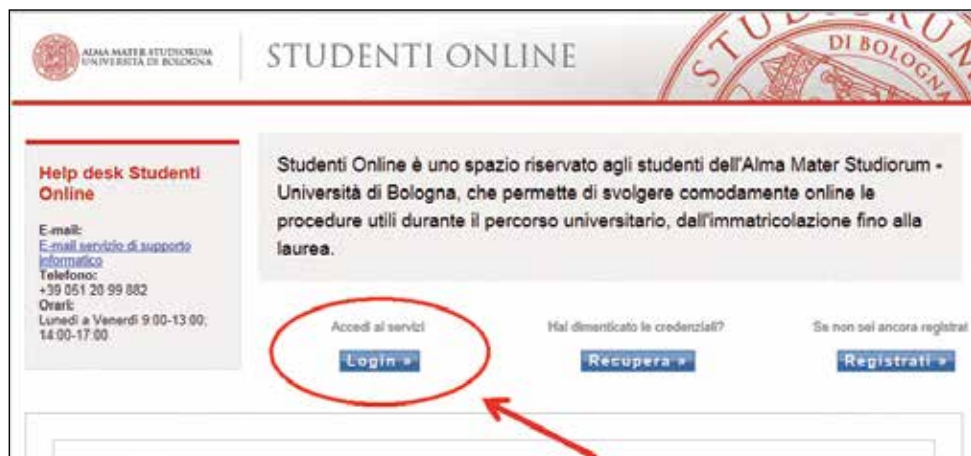 ALMA MATER STUDIORUM
UNIVERSITÀ DI BOLOGNA
STUDENTI ONLINE
STUDIORUM
DI BOLOGNA
Help desk Studenti
Online
E-mail:
E-mail servizio di supporto
informatico
Telefono:
+39 051 20 99 882
Orari:
Lunedì a Venerdì 9:00-13:00;
14:00-17:00
Studenti Online è uno spazio riservato agli studenti dell'Alma Mater Studiorum -
Università di Bologna, che permette di svolgere comodamente online le
procedure utili durante il percorso universitario, dall'immatricolazione fino alla
laurea.
Accedi ai servizi
Login »
Hai dimenticato le credenziali?
Recupera »
Se non sei ancora registrat
Registrati »